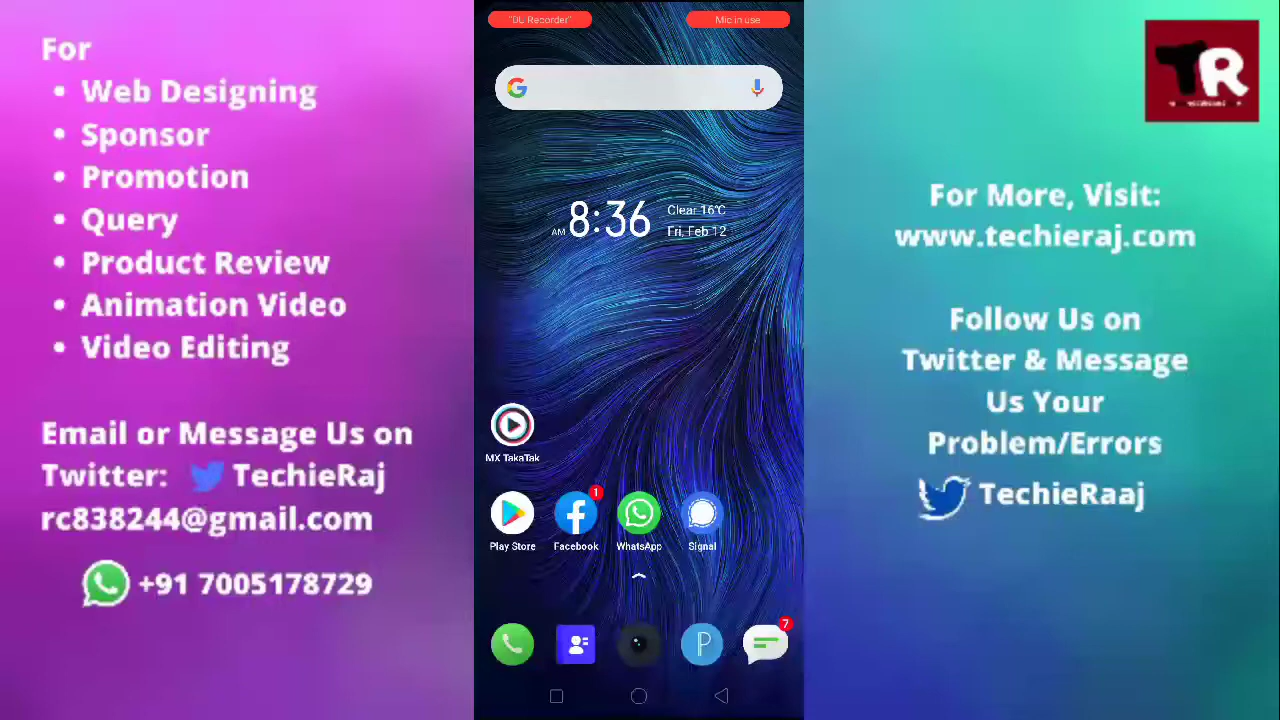 For
• Web Designing
• Sponsor
• Promotion
• Query
• Product Review
• Animation Video
• Video Editing
Email or Message Us on
Twitter: TechieRaj
rc838244@gmail.com
+91 7005178729
"DU Recorder"
Mic in use
AM 8:36
Clear 16°C
Fri, Feb 12
MX TakaTak
1
Play Store
Facebook
WhatsApp
Signal
7
TR
For More, Visit:
www.techieraj.com
Follow Us on
Twitter & Message
Us Your
Problem/Errors
TechieRaaj